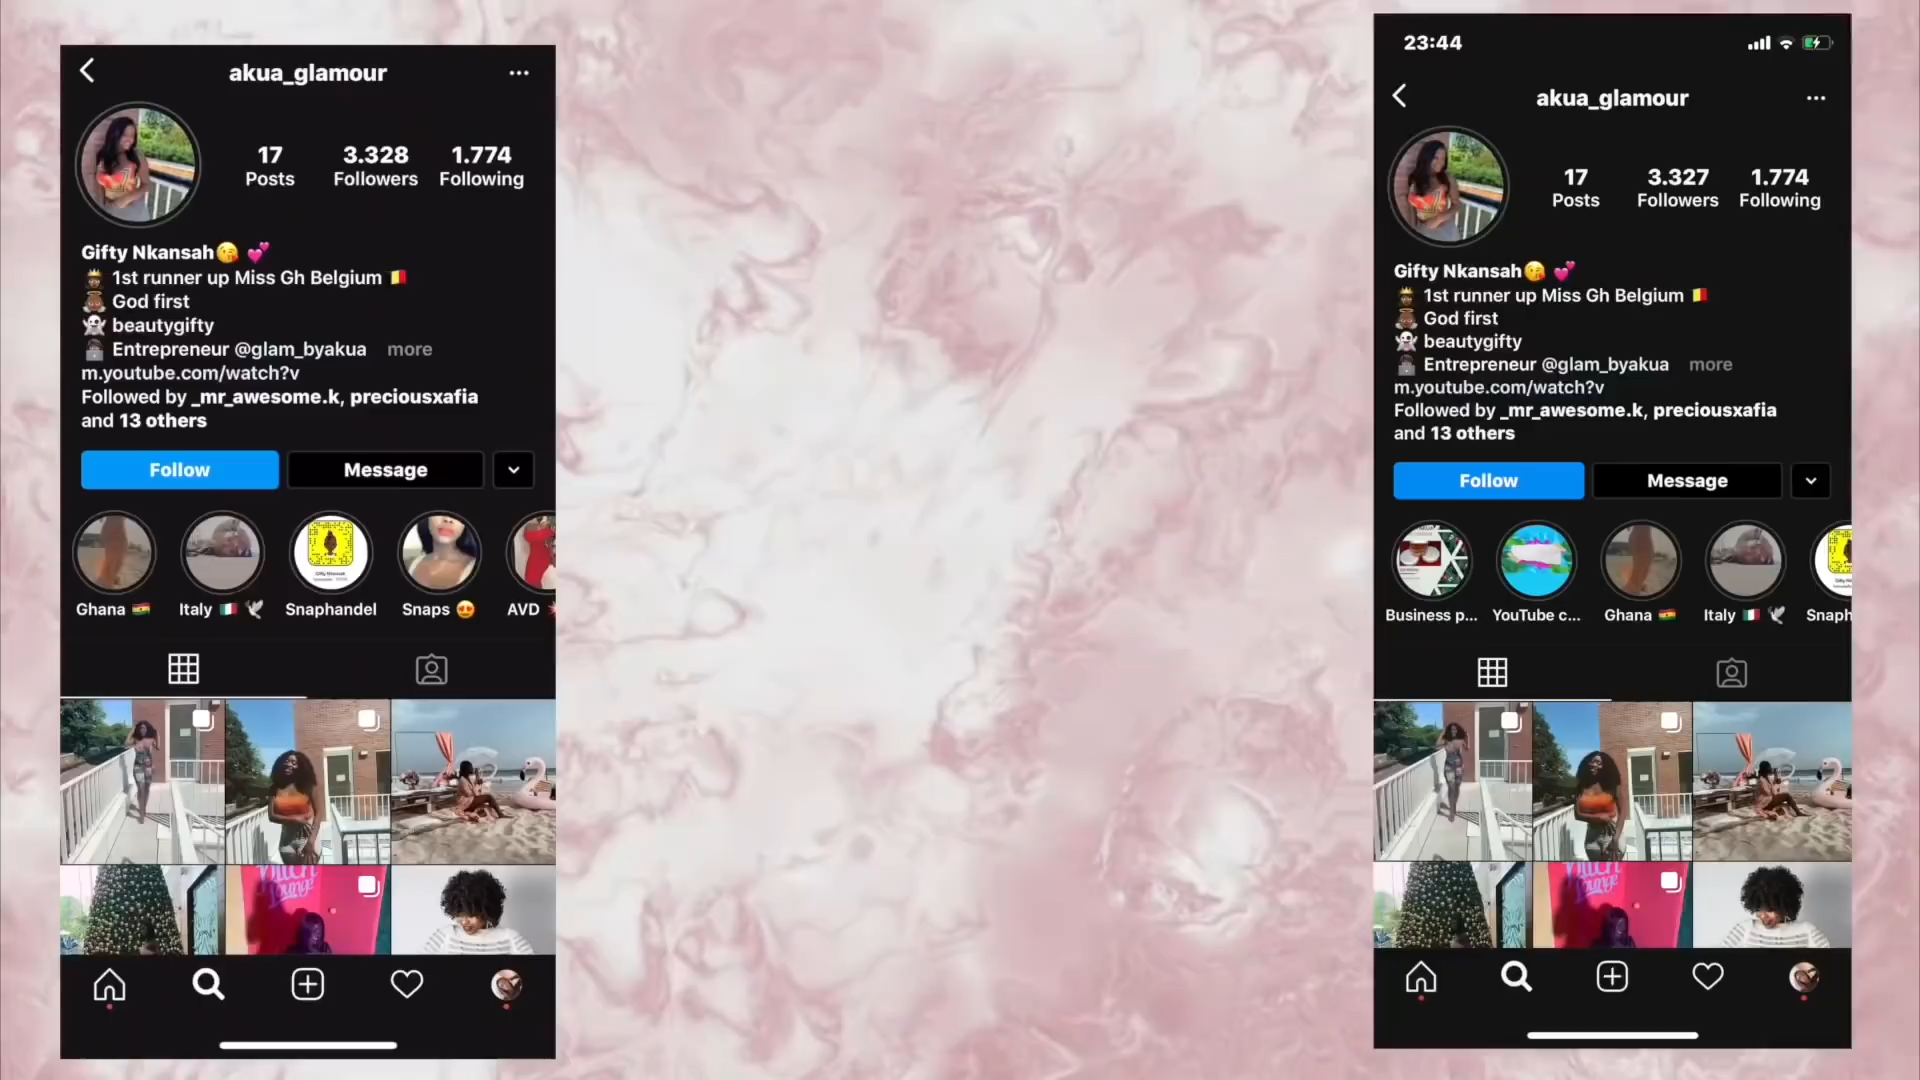 akua_glamour
17
3.328
1.774
Posts
Followers
Following
Gifty Nkansah😘 💕
1st runner up Miss Gh Belgium 🇧🇪
God first
👻 beautygifty
Entrepreneur @glam_byakua more
m.youtube.com/watch?v
Followed by _mr_awesome.k, preciousxafia
and 13 others
Follow
Message
Ghana 🇬🇭
Italy 🇮🇹 🕊
Snaphandel
Snaps 😍
AVD
23:44
akua_glamour
17
3.327
1.774
Posts
Followers
Following
Gifty Nkansah😘 💕
1st runner up Miss Gh Belgium 🇧🇪
God first
👻 beautygifty
Entrepreneur @glam_byakua more
m.youtube.com/watch?v
Followed by _mr_awesome.k, preciousxafia
and 13 others
Follow
Message
Business p...
YouTube c...
Ghana 🇬🇭
Italy 🇮🇹 🕊
Snaph